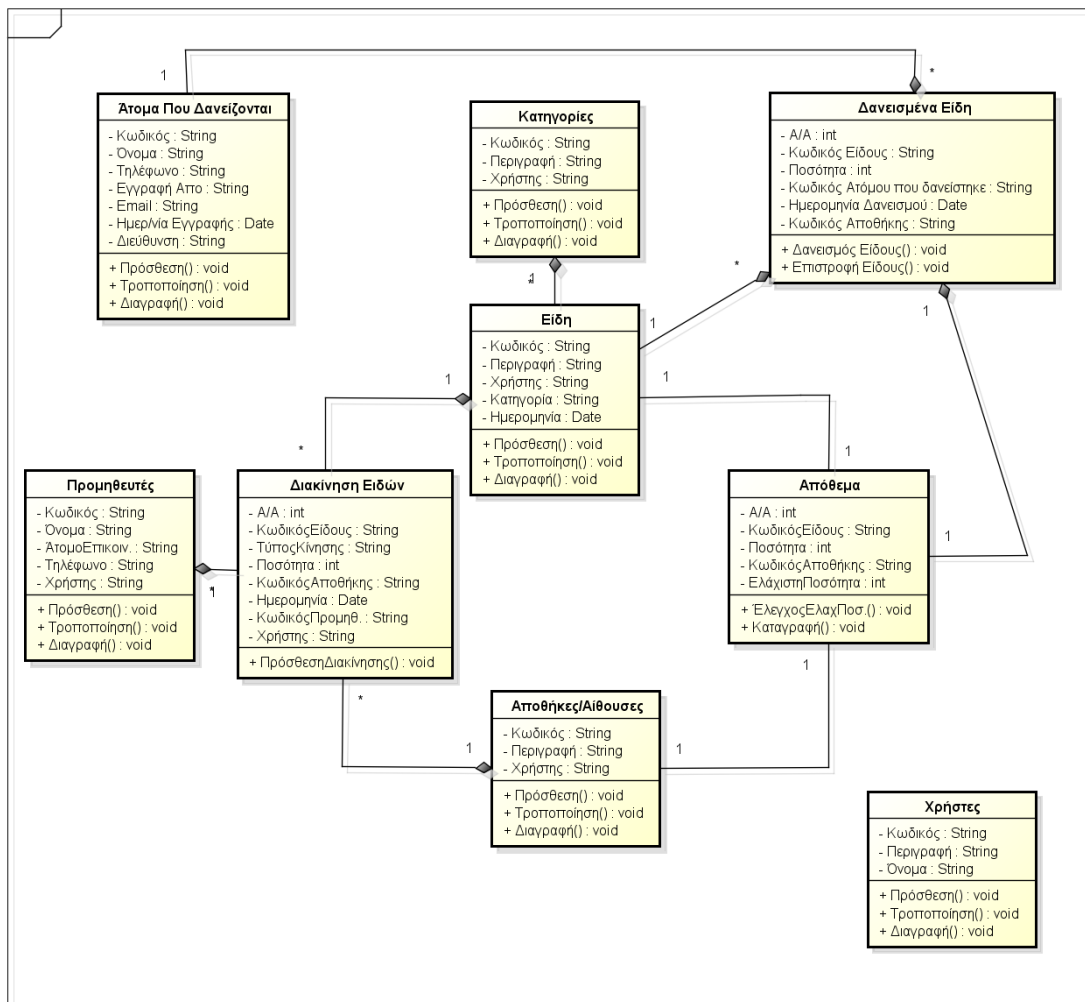 1
*
Άτομα Που Δανείζονται
- Κωδικός : String
- Όνομα : String
- Τηλέφωνο : String
- Εγγραφή Απο : String
- Email : String
- Ημερ/νία Εγγραφής : Date
- Διεύθυνση : String
+ Πρόσθεση() : void
+ Τροποποίηση() : void
+ Διαγραφή() : void
Κατηγορίες
- Κωδικός : String
- Περιγραφή : String
- Χρήστης : String
+ Πρόσθεση() : void
+ Τροποποίηση() : void
+ Διαγραφή() : void
Δανεισμένα Είδη
- Α/Α : int
- Κωδικός Είδους : String
- Ποσότητα : int
- Κωδικός Ατόμου που δανείστηκε : String
- Ημερομηνία Δανεισμού : Date
- Κωδικός Αποθήκης : String
+ Δανεισμός Είδους() : void
+ Επιστροφή Είδους() : void
1
*
*
1
1
Είδη
- Κωδικός : String
- Περιγραφή : String
- Χρήστης : String
- Κατηγορία : String
- Ημερομηνία : Date
+ Πρόσθεση() : void
+ Τροποποίηση() : void
+ Διαγραφή() : void
1
1
*
1
Προμηθευτές
- Κωδικός : String
- Όνομα : String
- ΆτομοΕπικοιν. : String
- Τηλέφωνο : String
- Χρήστης : String
+ Πρόσθεση() : void
+ Τροποποίηση() : void
+ Διαγραφή() : void
*
1
Διακίνηση Ειδών
- Α/Α : int
- ΚωδικόςΕίδους : String
- Τύπος Κίνησης : String
- Ποσότητα : int
- ΚωδικόςΑποθήκης : String
- Ημερομηνία : Date
- ΚωδικόςΠρομηθ. : String
- Χρήστης : String
+ ΠρόσθεσηΔιακίνησης() : void
Απόθεμα
- Α/Α : int
- ΚωδικόςΕίδους : String
- Ποσότητα : int
- ΚωδικόςΑποθήκης : String
- ΕλάχιστηΠοσότητα : int
+ ΈλεγχοςΕλαχΠοσ.() : void
+ Καταγραφή() : void
1
1
*
1
1
Αποθήκες/Αίθουσες
- Κωδικός : String
- Περιγραφή : String
- Χρήστης : String
+ Πρόσθεση() : void
+ Τροποποίηση() : void
+ Διαγραφή() : void
Χρήστες
- Κωδικός : String
- Περιγραφή : String
- Όνομα : String
+ Πρόσθεση() : void
+ Τροποποίηση() : void
+ Διαγραφή() : void